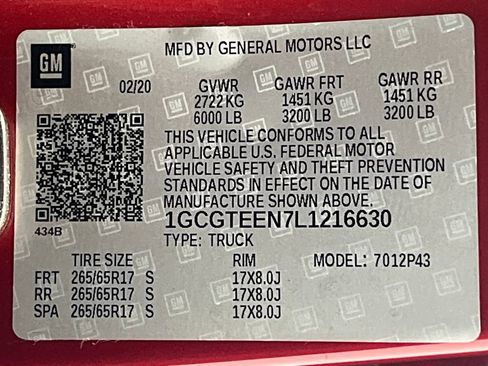 GM
MFD BY GENERAL MOTORS LLC
02/20 GVWR GAWR FRT GAWR RR
2722 KG 1451 KG 1451 KG
6000 LB 3200 LB 3200 LB
THIS VEHICLE CONFORMS TO ALL
APPLICABLE U.S. FEDERAL MOTOR
VEHICLE SAFETY AND THEFT PREVENTION
STANDARDS IN EFFECT ON THE DATE OF
MANUFACTURE SHOWN ABOVE.
434B
1GCGTEEN7L1216630
TYPE: TRUCK
TIRE SIZE RIM MODEL: 7012P43
FRT 265/65R17 S 17X8.0J
RR 265/65R17 S 17X8.0J
SPA 265/65R17 S 17X8.0J